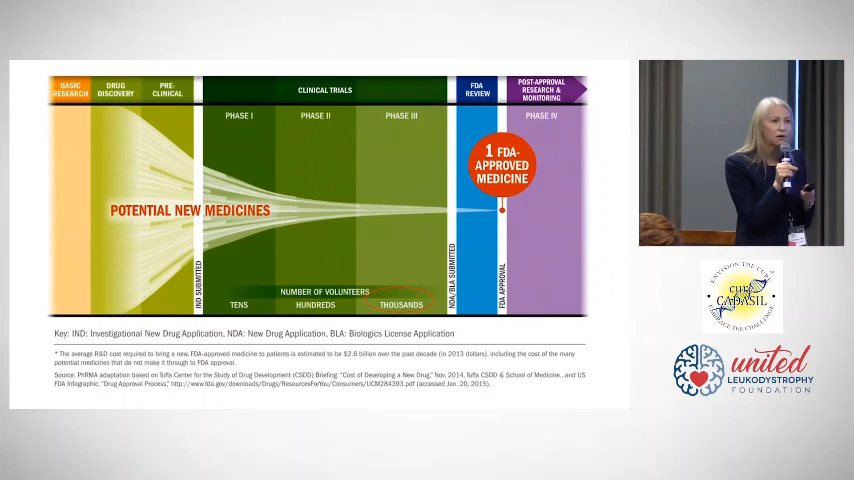 BASIC
RESEARCH
DRUG
DISCOVERY
PRE-
CLINICAL
CLINICAL TRIALS
FDA
REVIEW
POST-APPROVAL
RESEARCH &
MONITORING
PHASE I
PHASE II
PHASE III
PHASE IV
1 FDA-
APPROVED
MEDICINE
POTENTIAL NEW MEDICINES
IND SUBMITTED
NDA/BLA SUBMITTED
FDA APPROVAL
NUMBER OF VOLUNTEERS
TENS
HUNDREDS
THOUSANDS
Key: IND: Investigational New Drug Application, NDA: New Drug Application, BLA: Biologics License Application
* The average R&D cost required to bring a new, FDA-approved medicine to patients is estimated to be $2.6 billion over the past decade (in 2013 dollars), including the cost of the many
potential medicines that do not make it through to FDA approval.
Source: PhRMA adaptation based on Tufts Center for the Study of Drug Development (CSDD) Briefing: "Cost of Developing a New Drug," Nov. 2014. Tufts CSDD & School of Medicine., and US
FDA Infographic, "Drug Approval Process," http://www.fda.gov/downloads/Drugs/ResourcesForYou/Consumers/UCM284393.pdf (accessed Jan. 20, 2015).
ENVISION THE CURE
cure
CADASIL
EMBRACE THE CHALLENGE
united
LEUKODYSTROPHY
FOUNDATION